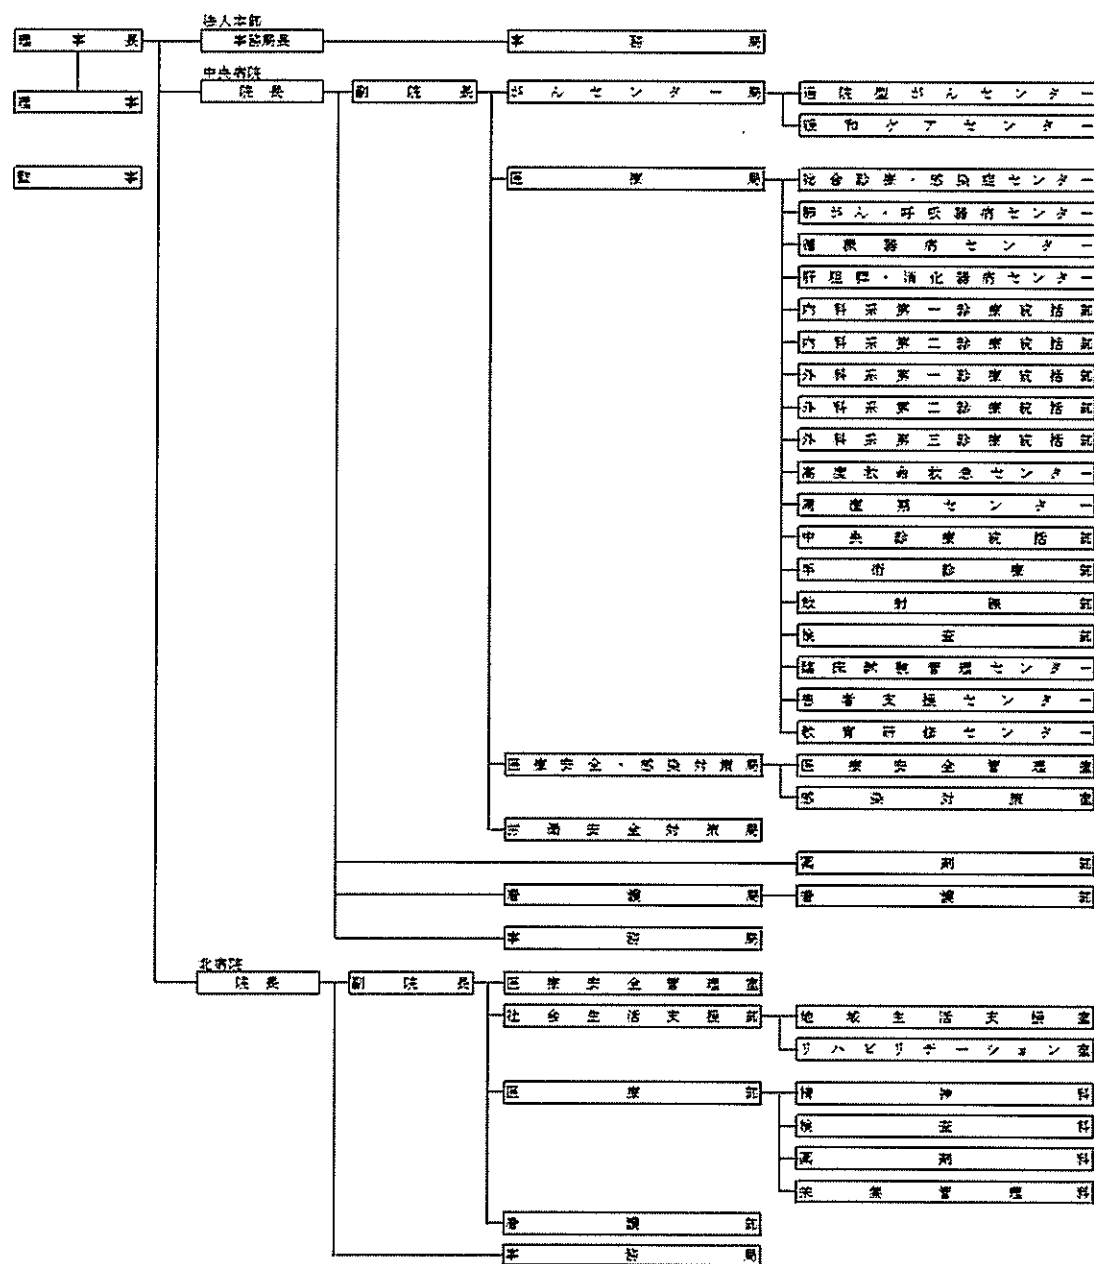 法人本部
理事長
事務局長
事務局
中央病院
院長
副院長
がんセンター局
通院型がんセンター
理事
緩和ケアセンター
監事
医療局
総合診療・感染症センター
肺がん・呼吸器病センター
循環器病センター
肝胆膵・消化器病センター
内科系第一診療統括部
内科系第二診療統括部
外科系第一診療統括部
外科系第二診療統括部
外科系第三診療統括部
高度救命救急センター
周産期センター
中央診療統括部
手術診療部
放射線部
検査部
臨床試験管理センター
患者支援センター
教育研修センター
医療安全・感染対策局
医療安全管理室
感染対策室
労働安全対策局
薬剤部
看護局
看護部
事務局
北病院
院長
副院長
医療安全管理室
社会生活支援部
地域生活支援室
リハビリテーション室
医療部
精神科
検査科
薬剤科
栄養管理科
看護部
事務局